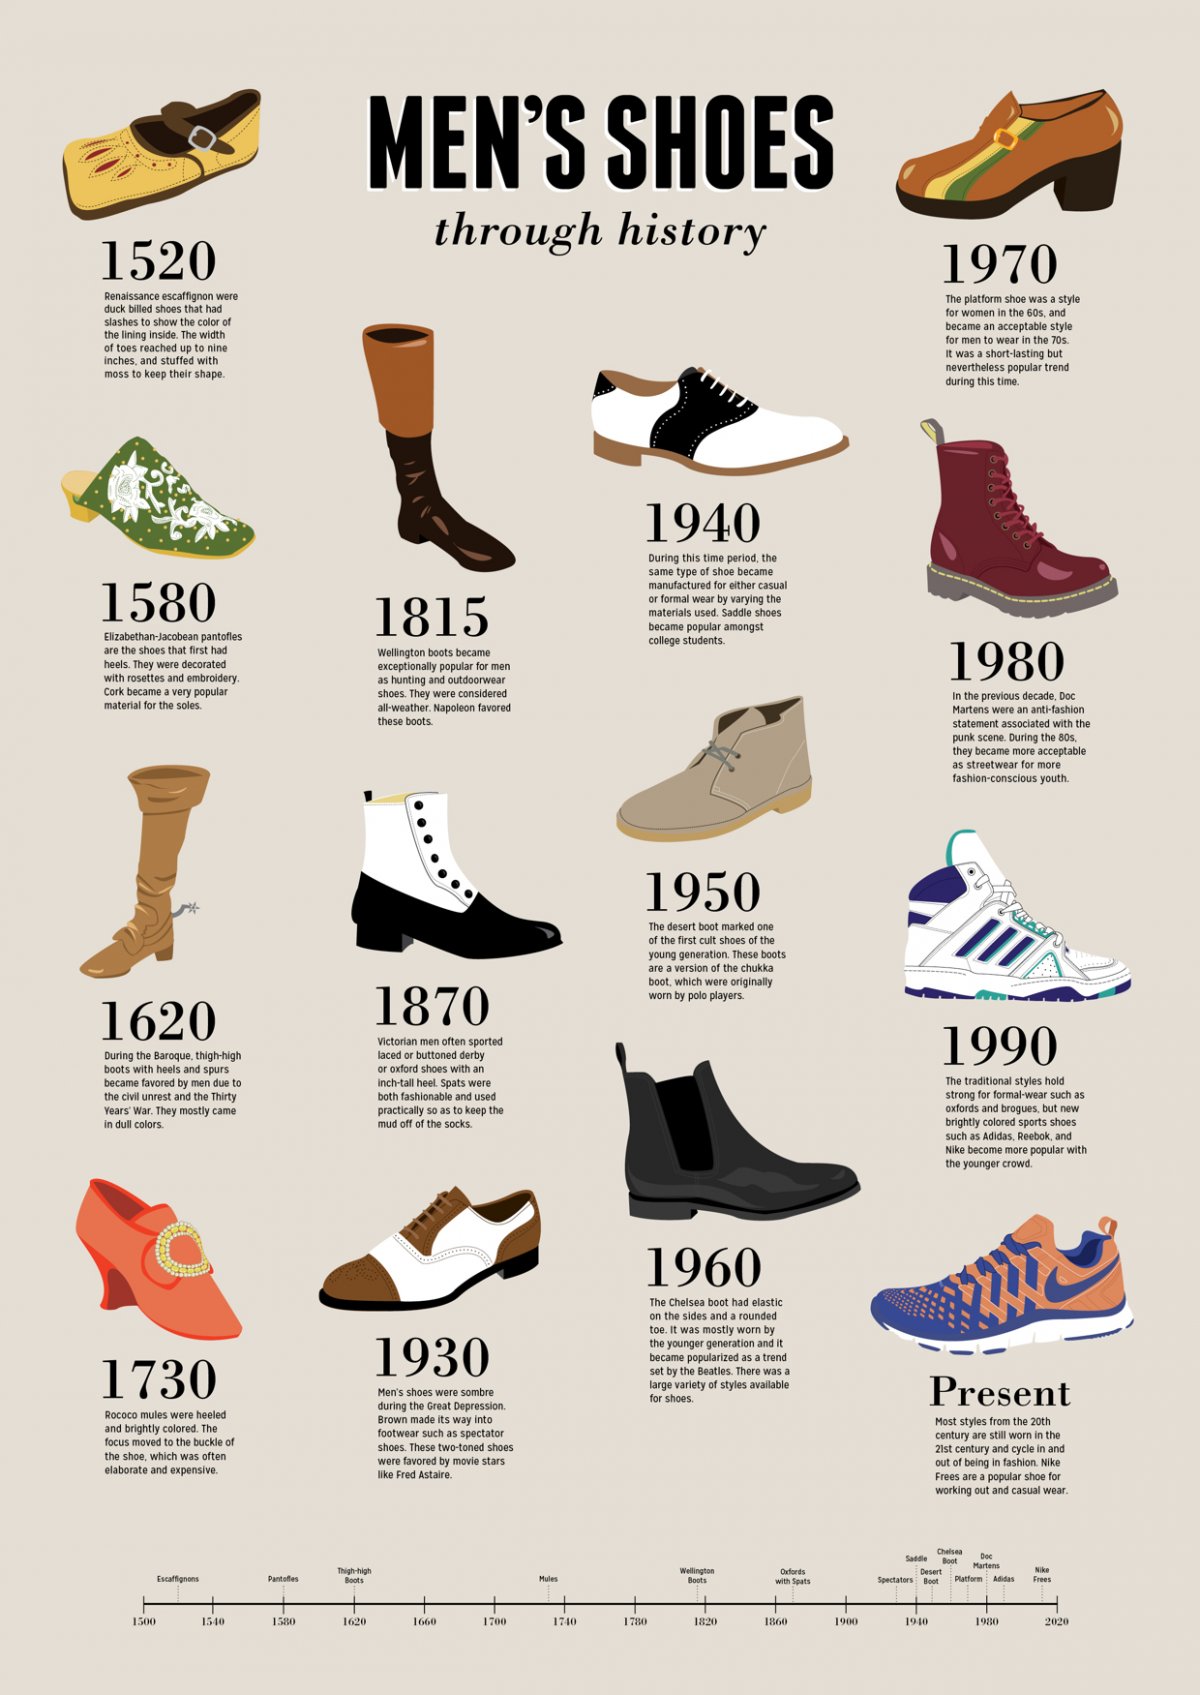 MEN'S SHOES
through history
1520
Renaissance escaffignon were
duck billed shoes that had
slashes to show the color of
the lining inside. The width
of toes reached up to nine
inches, and stuffed with
moss to keep their shape.
1580
Elizabethan-Jacobean pantofles
are the shoes that first had
heels. They were decorated
with rosettes and embroidery.
Cork became a very popular
material for the soles.
1620
During the Baroque, thigh-high
boots with heels and spurs
became favored by men due to
the civil unrest and the Thirty
Years' War. They mostly came
in dull colors.
1730
Rococo mules were heeled
and brightly colored. The
focus moved to the buckle of
the shoe, which was often
elaborate and expensive.
1815
Wellington boots became
exceptionally popular for men
as hunting and outdoorwear
shoes. They were considered
all-weather. Napoleon favored
these boots.
1870
Victorian men often sported
laced or buttoned derby
or oxford shoes with an
inch-tall heel. Spats were
both fashionable and used
practically so as to keep the
mud off of the socks.
1930
Men's shoes were sombre
during the Great Depression.
Brown made its way into
footwear such as spectator
shoes. These two-toned shoes
were favored by movie stars
like Fred Astaire.
1940
During this time period, the
same type of shoe became
manufactured for either casual
or formal wear by varying the
materials used. Saddle shoes
became popular amongst
college students.
1950
The desert boot marked one
of the first cult shoes of the
young generation. These boots
are a version of the chukka
boot, which were originally
worn by polo players.
1960
The Chelsea boot had elastic
on the sides and a rounded
toe. It was mostly worn by
the younger generation and it
became popularized as a trend
set by the Beatles. There was a
large variety of styles available
for shoes.
1970
The platform shoe was a style
for women in the 60s, and
became an acceptable style
for men to wear in the 70s.
It was a short-lasting but
nevertheless popular trend
during this time.
1980
In the previous decade, Doc
Martens were an anti-fashion
statement associated with the
punk scene. During the 80s,
they became more acceptable
as streetwear for more
fashion-conscious youth.
1990
The traditional styles hold
strong for formal-wear such as
oxfords and brogues, but new
brightly colored sports shoes
such as Adidas, Reebok, and
Nike become more popular with
the younger crowd.
Present
Most styles from the 20th
century are still worn in the
21st century and cycle in and
out of being in fashion. Nike
Frees are a popular shoe for
working out and casual wear.
Escaffignons
Pantofles
Thigh-high
Boots
Mules
Wellington
Boots
Oxfords
with Spats
Spectators
Saddle
Desert
Boot
Chelsea
Boot
Platform
Doc
Martens
Adidas
Nike
Frees
1500 1540 1580 1620 1660 1700 1740 1780 1820 1860 1900 1940 1980 2020